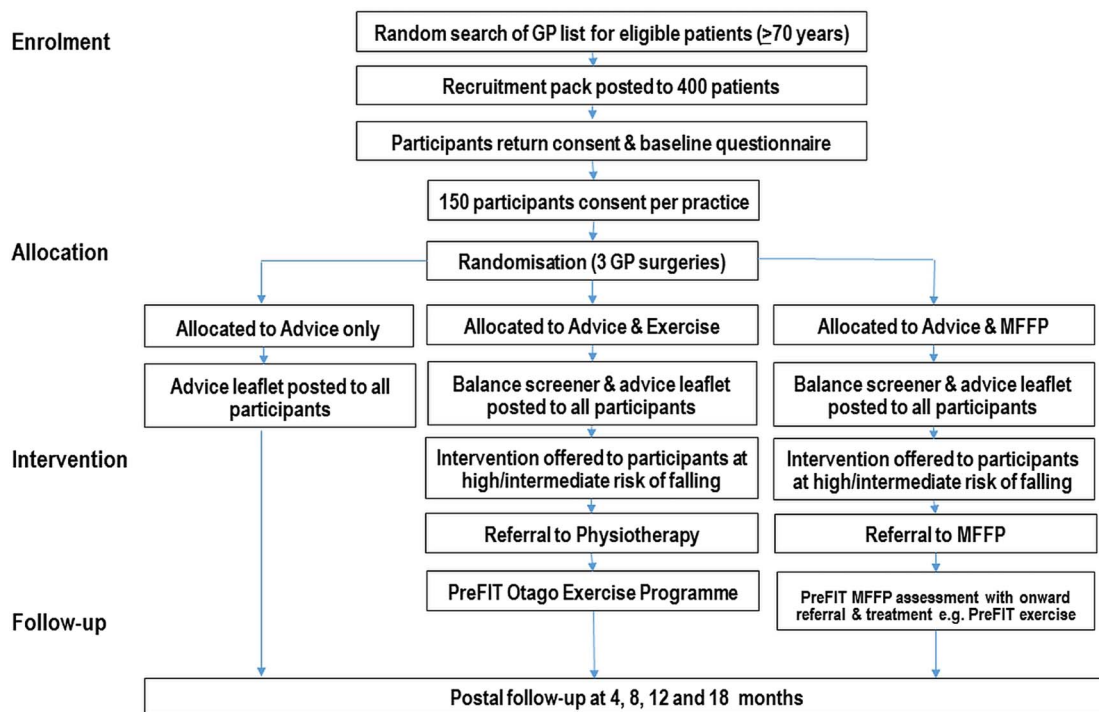 Enrolment
Random search of GP list for eligible patients (≥70 years)
Recruitment pack posted to 400 patients
Participants return consent & baseline questionnaire
150 participants consent per practice
Allocation
Randomisation (3 GP surgeries)
Allocated to Advice only
Allocated to Advice & Exercise
Allocated to Advice & MFFP
Advice leaflet posted to all
participants
Balance screener & advice leaflet
posted to all participants
Balance screener & advice leaflet
posted to all participants
Intervention
Intervention offered to participants at
high/intermediate risk of falling
Intervention offered to participants
at high/intermediate risk of falling
Referral to Physiotherapy
Referral to MFFP
PreFIT Otago Exercise Programme
PreFIT MFFP assessment with onward
referral & treatment e.g. PreFIT exercise
Follow-up
Postal follow-up at 4, 8, 12 and 18 months